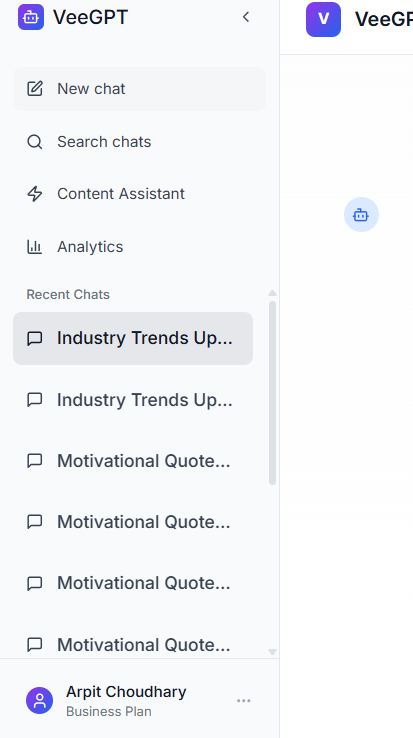 VeeGPT
V
VeeGP
New chat
Search chats
Content Assistant
Analytics
Recent Chats
Industry Trends Up...
Industry Trends Up...
Motivational Quote...
Motivational Quote...
Motivational Quote...
Motivational Quote...
Arpit Choudhary
Business Plan